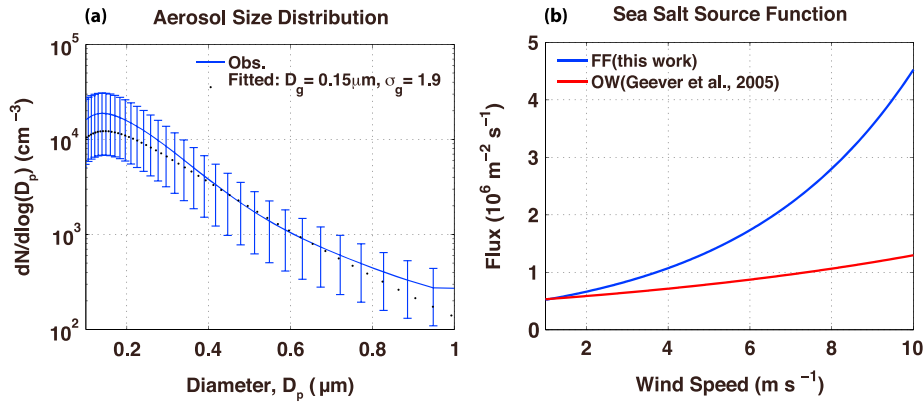 (a) Aerosol Size Distribution
10^5
10^4
10^3
10^2
dN/dlog(D_p) (cm^{-3})
Obs.
Fitted: D_g = 0.15μm, σ_g = 1.9
0.2 0.4 0.6 0.8 1
Diameter, D_p (μm)
(b) Sea Salt Source Function
5
4
3
2
1
0
Flux (10^6 m^{-2} s^{-1})
FF(this work)
OW(Geever et al., 2005)
2 4 6 8 10
Wind Speed (m s^{-1})